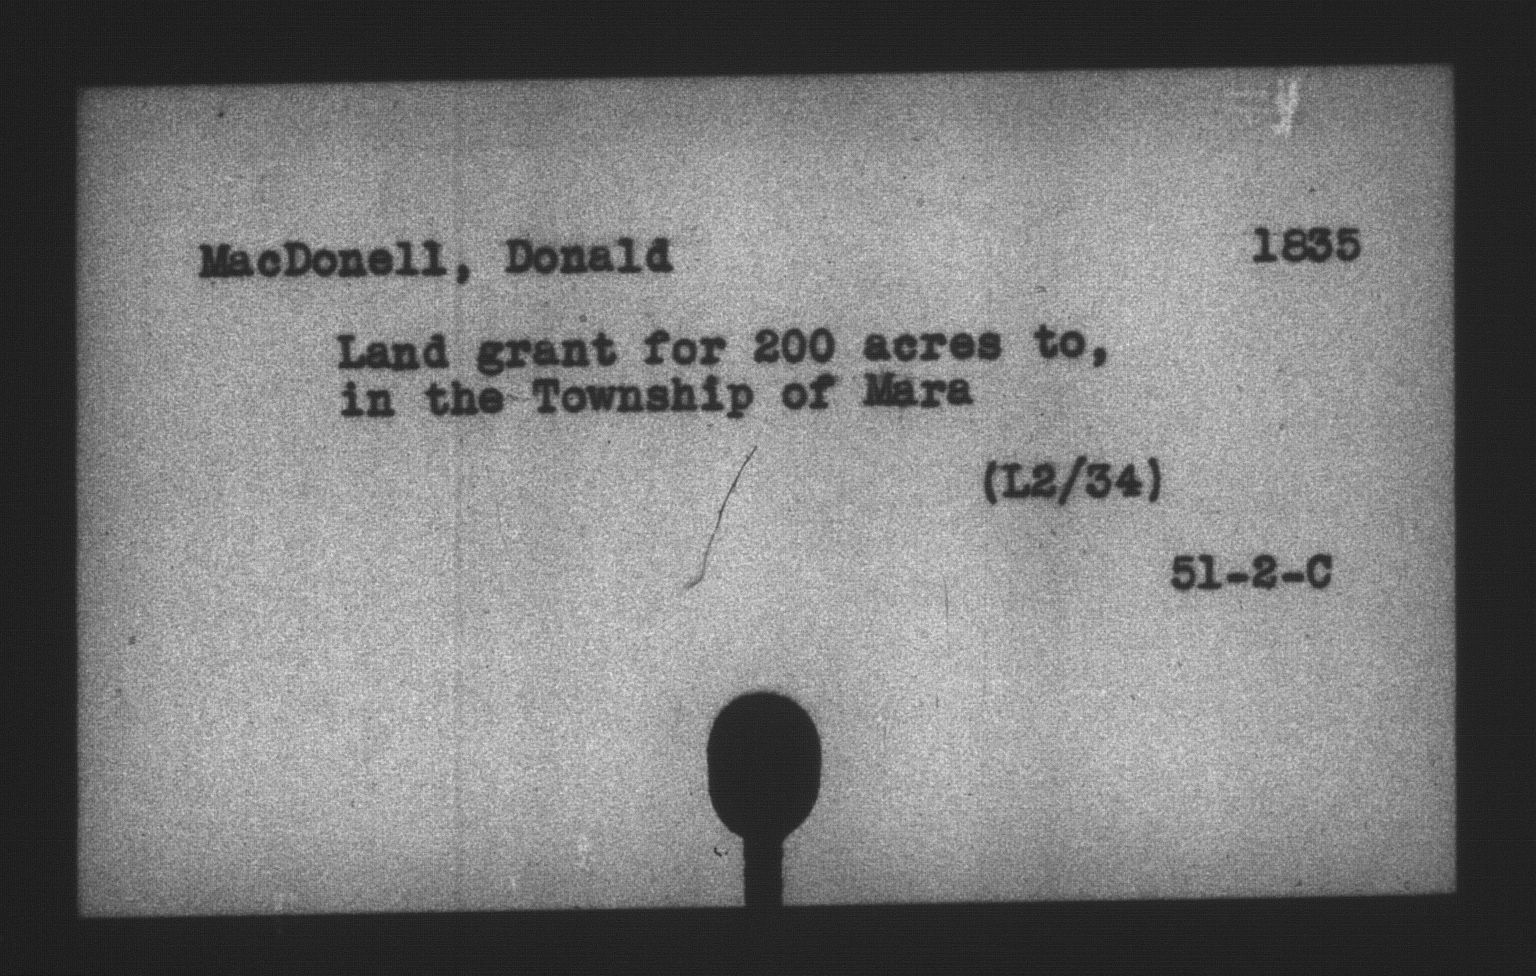 MacDonell, Donald 1835
Land grant for 200 acres to,
in the Township of Mara
(L2/34)
51-2-C